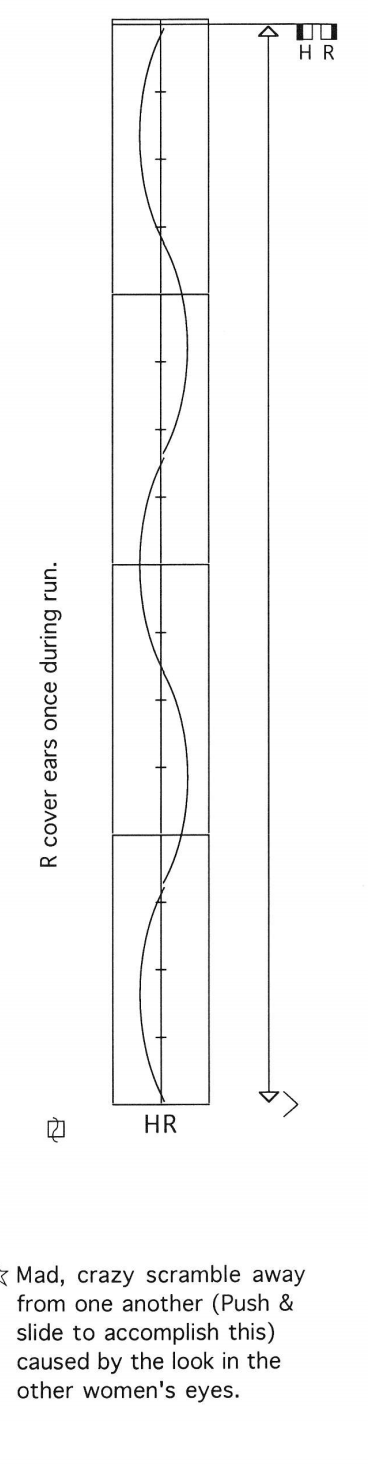 H R
R cover ears once during run.
HR
☆ Mad, crazy scramble away
from one another (Push &
slide to accomplish this)
caused by the look in the
other women's eyes.